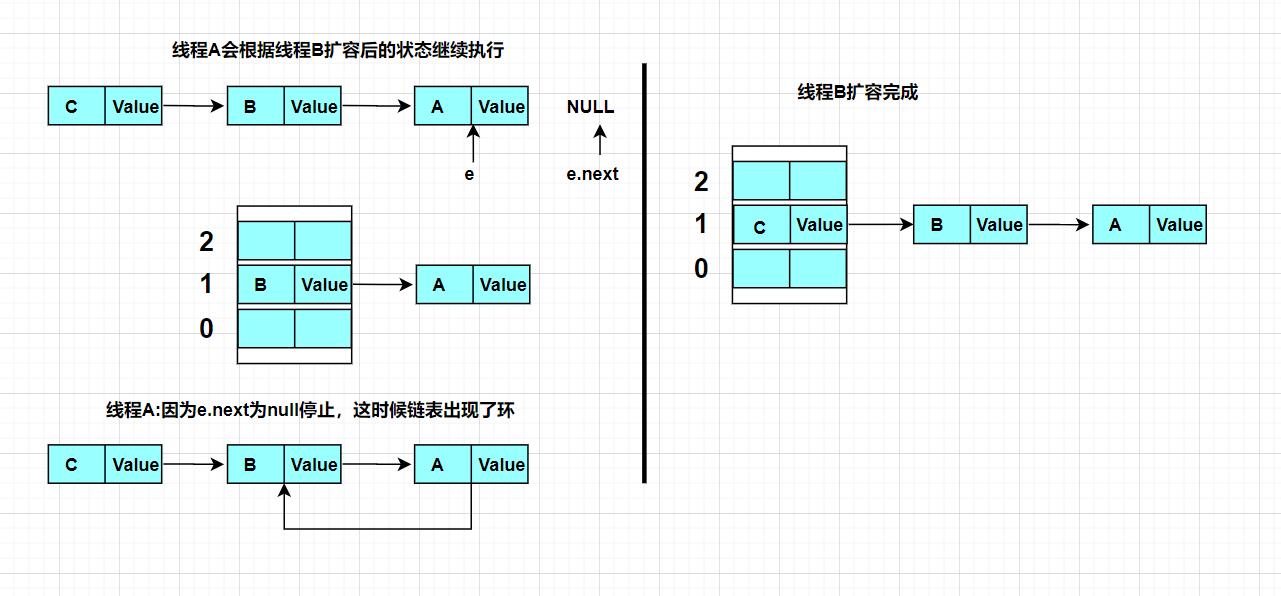 线程A会根据线程B扩容后的状态继续执行
C Value B Value A Value NULL
e e.next
2
1 B Value A Value
0
线程A:因为e.next为null停止，这时候链表出现了环
C Value B Value A Value
线程B扩容完成
2
1 C Value B Value A Value
0